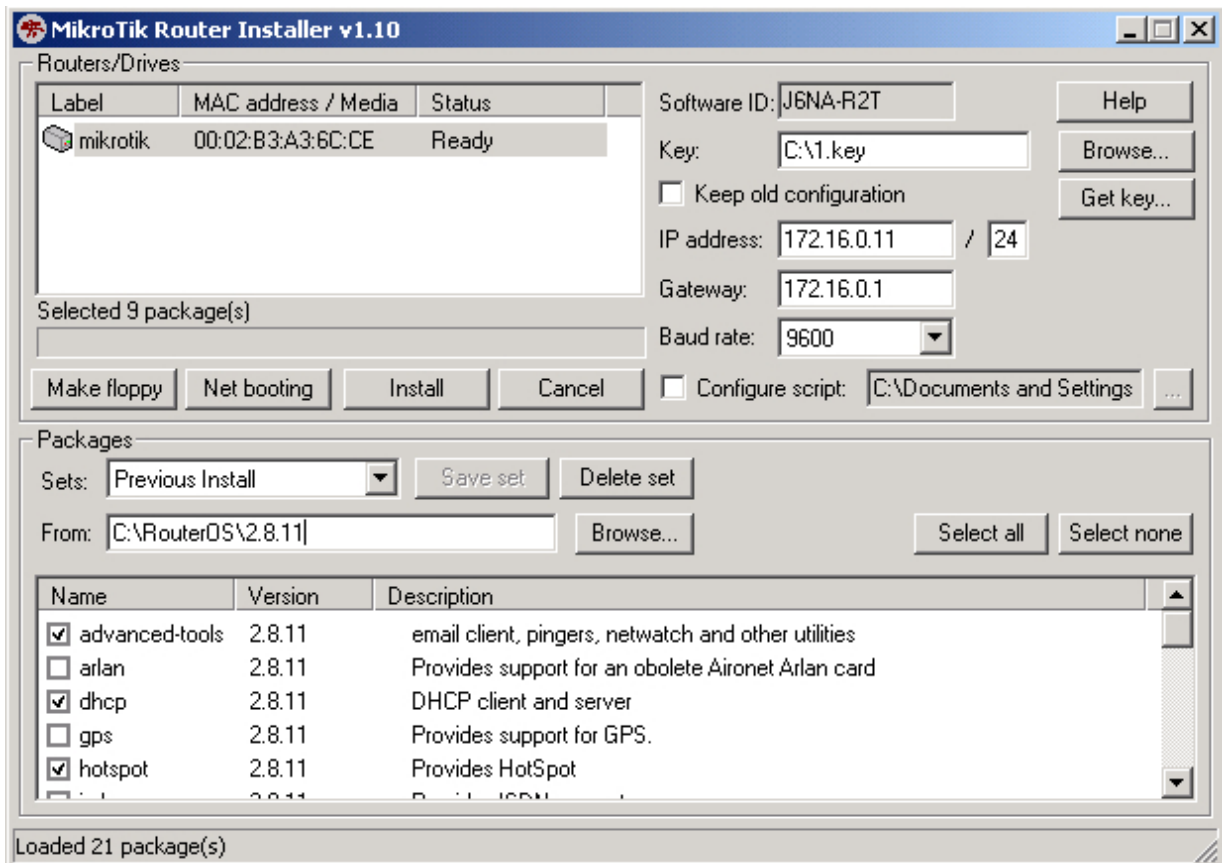 MikroTik Router Installer v1.10
Routers/Drives
Label MAC address / Media Status
mikrotik 00:02:B3:A3:6C:CE Ready
Selected 9 package(s)
Make floppy Net booting Install Cancel
Software ID: J6NA-R2T Help
Key: C:\1.key Browse...
Keep old configuration Get key...
IP address: 172.16.0.11 / 24
Gateway: 172.16.0.1
Baud rate: 9600
Configure script: C:\Documents and Settings ...
Packages
Sets: Previous Install Save set Delete set
From: C:\RouterOS\2.8.11 Browse... Select all Select none
Name Version Description
advanced-tools 2.8.11 email client, pingers, netwatch and other utilities
arlan 2.8.11 Provides support for an obolete Aironet Arlan card
dhcp 2.8.11 DHCP client and server
gps 2.8.11 Provides support for GPS.
hotspot 2.8.11 Provides HotSpot
Loaded 21 package(s)